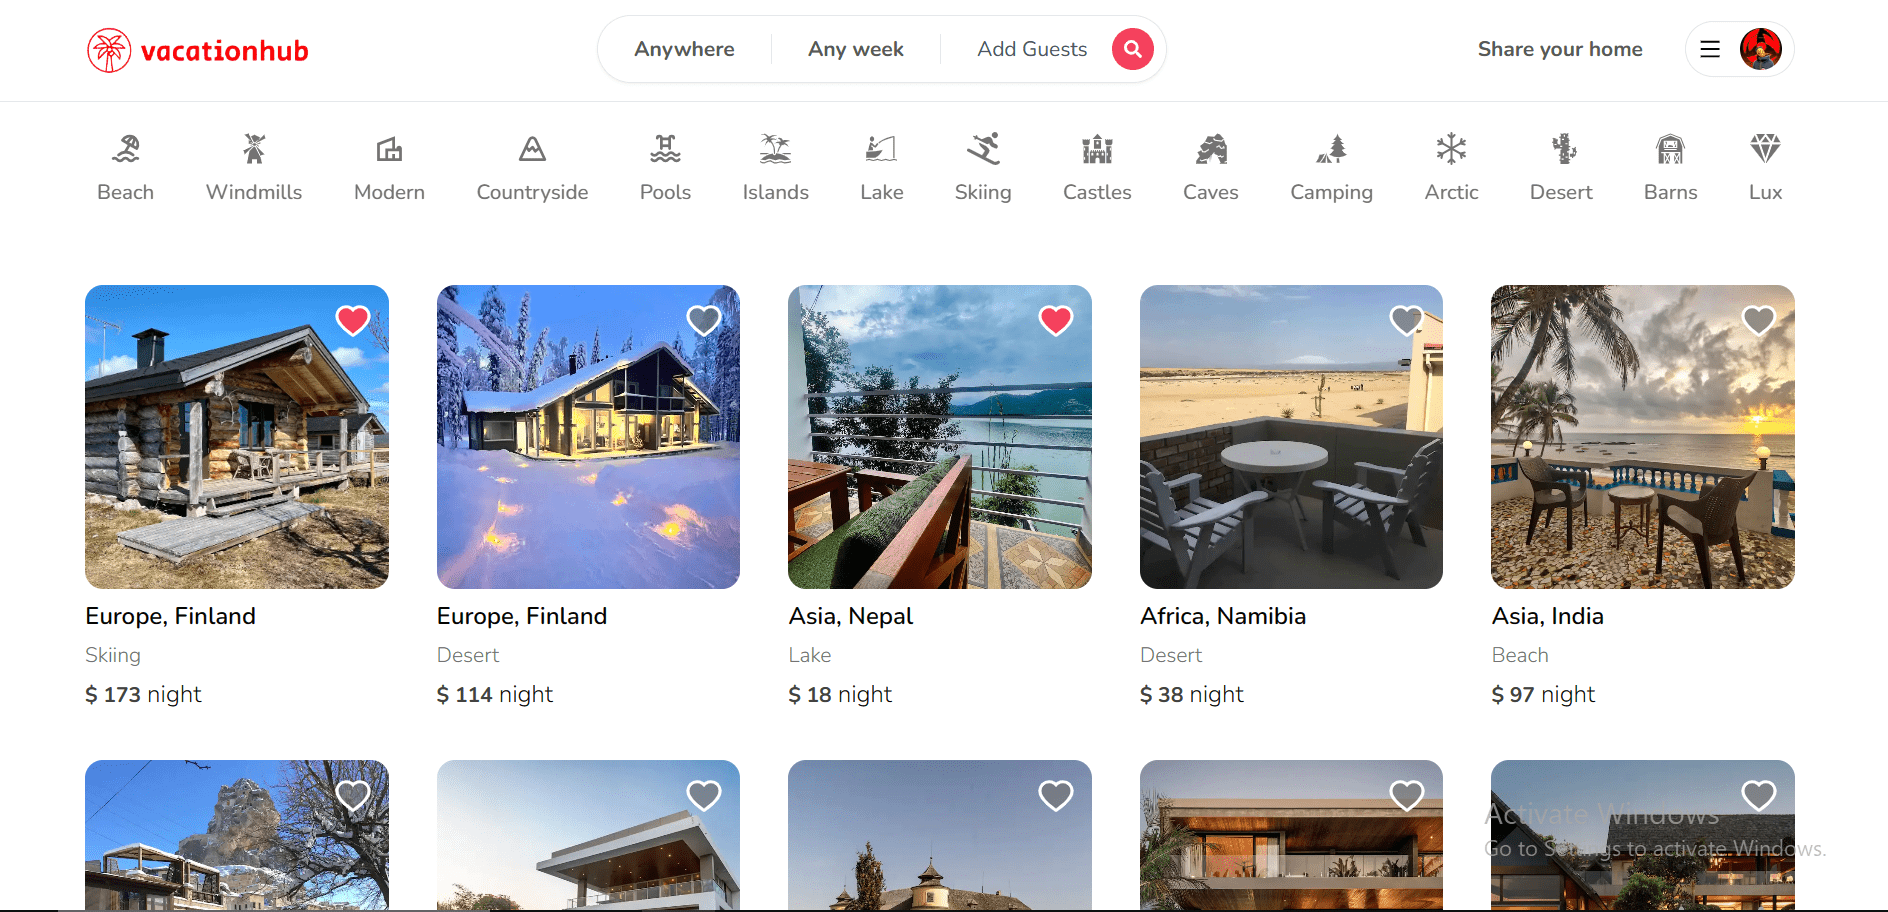 vacationhub
Anywhere
Any week
Add Guests
Share your home
Beach
Windmills
Modern
Countryside
Pools
Islands
Lake
Skiing
Castles
Caves
Camping
Arctic
Desert
Barns
Lux
Europe, Finland
Skiing
$ 173 night
Europe, Finland
Desert
$ 114 night
Asia, Nepal
Lake
$ 18 night
Africa, Namibia
Desert
$ 38 night
Asia, India
Beach
$ 97 night
Activate Windows
Go to Settings to activate Windows.